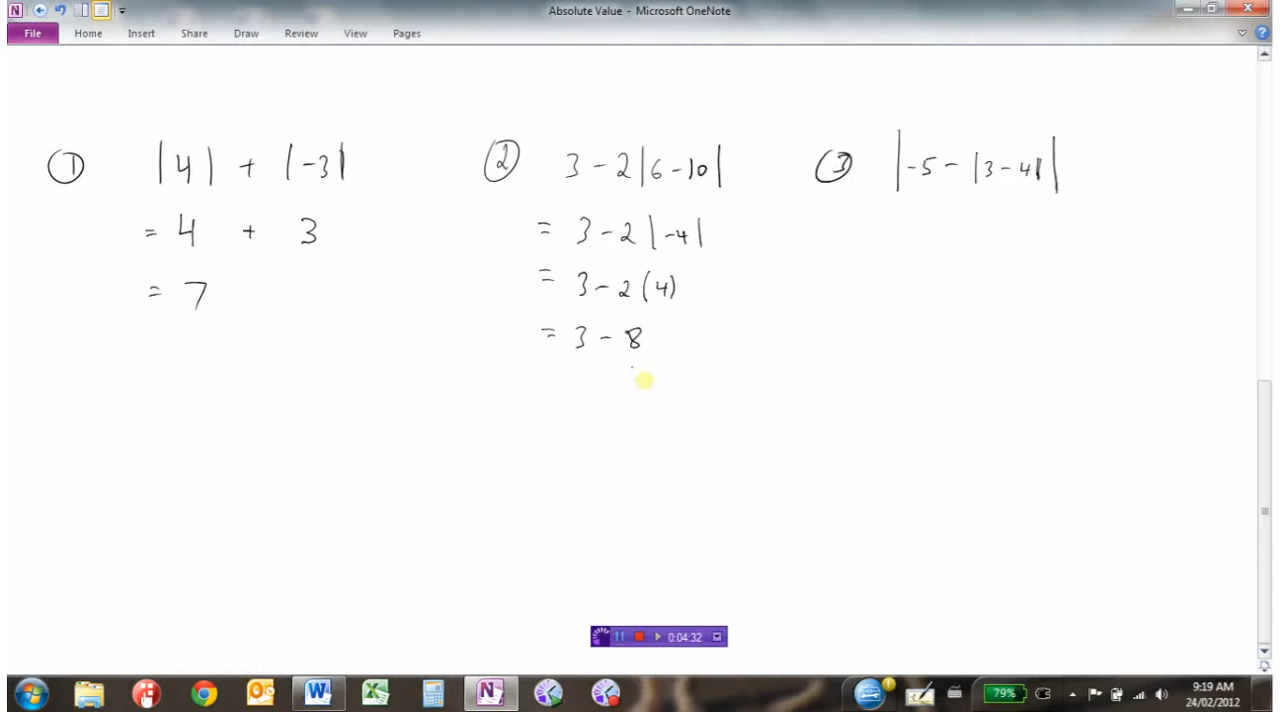 Absolute Value - Microsoft OneNote
File Home Insert Share Draw Review View Pages
① |4| + |-3|
= 4 + 3
= 7
② 3 - 2|6 - 10|
= 3 - 2|-4|
= 3 - 2(4)
= 3 - 8
③ |-5 - |3 - 4||
0:04:32
79%
9:19 AM
24/02/2012